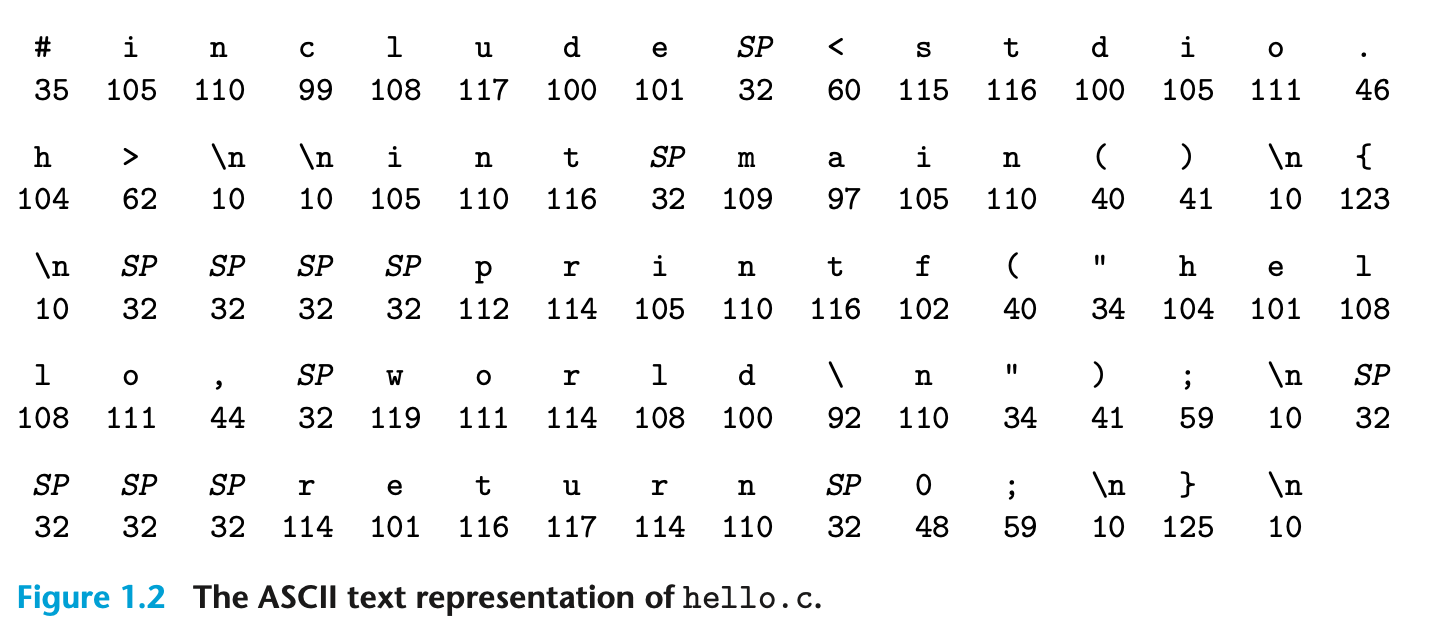 # i n c l u d e SP < s t d i o .
35 105 110 99 108 117 100 101 32 60 115 116 100 105 111 46
h > \n \n i n t SP m a i n ( ) \n {
104 62 10 10 105 110 116 32 109 97 105 110 40 41 10 123
\n SP SP SP SP p r i n t f ( " h e l
10 32 32 32 32 112 114 105 110 116 102 40 34 104 101 108
l o , SP w o r l d \ n " ) ; \n SP
108 111 44 32 119 111 114 108 100 92 110 34 41 59 10 32
SP SP SP r e t u r n SP 0 ; \n } \n
32 32 32 114 101 116 117 114 110 32 48 59 10 125 10
Figure 1.2 The ASCII text representation of hello.c.